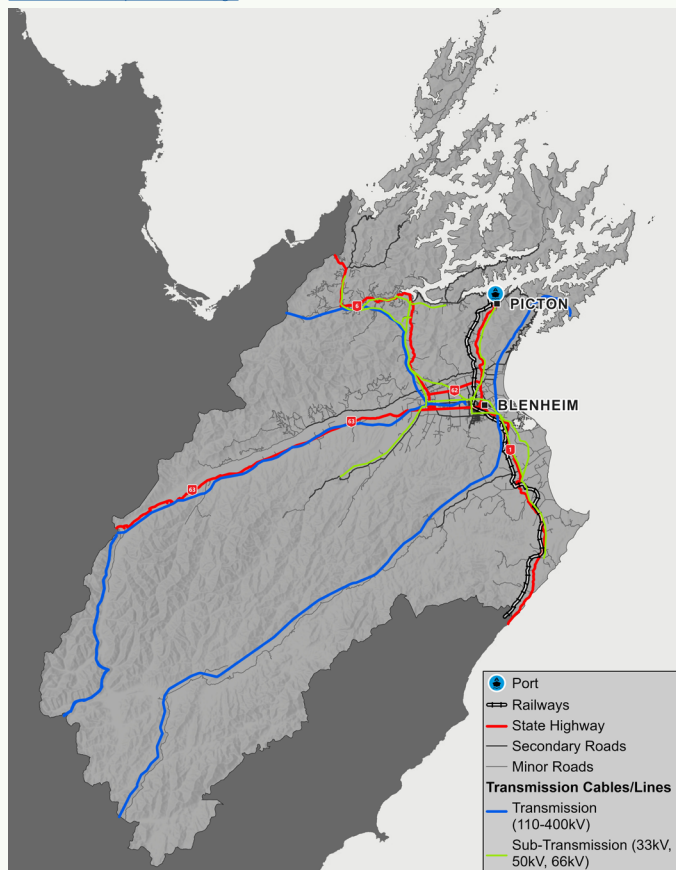 6
PICTON
62
BLENHEIM
63
1
63
Port
Railways
State Highway
Secondary Roads
Minor Roads
Transmission Cables/Lines
Transmission
(110-400kV)
Sub-Transmission (33kV,
50kV, 66kV)